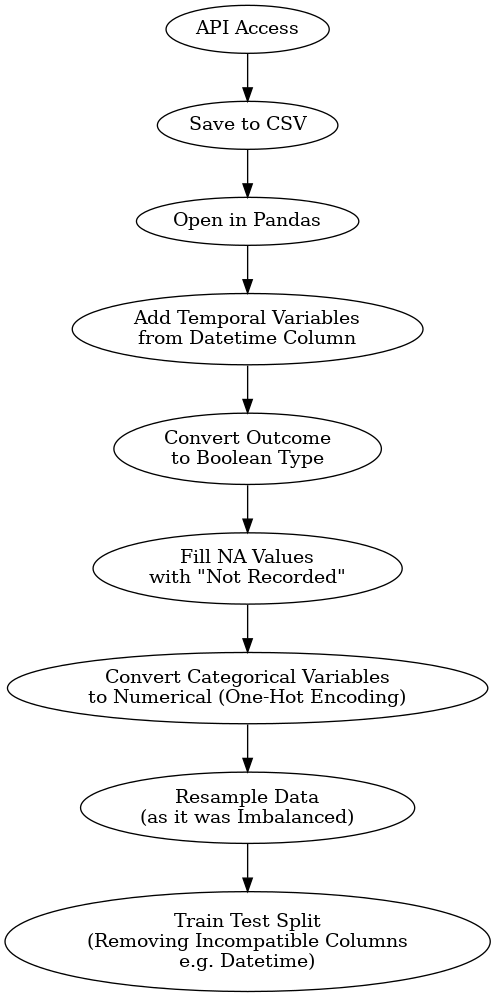 API Access
Save to CSV
Open in Pandas
Add Temporal Variables
from Datetime Column
Convert Outcome
to Boolean Type
Fill NA Values
with "Not Recorded"
Convert Categorical Variables
to Numerical (One-Hot Encoding)
Resample Data
(as it was Imbalanced)
Train Test Split
(Removing Incompatible Columns
e.g. Datetime)